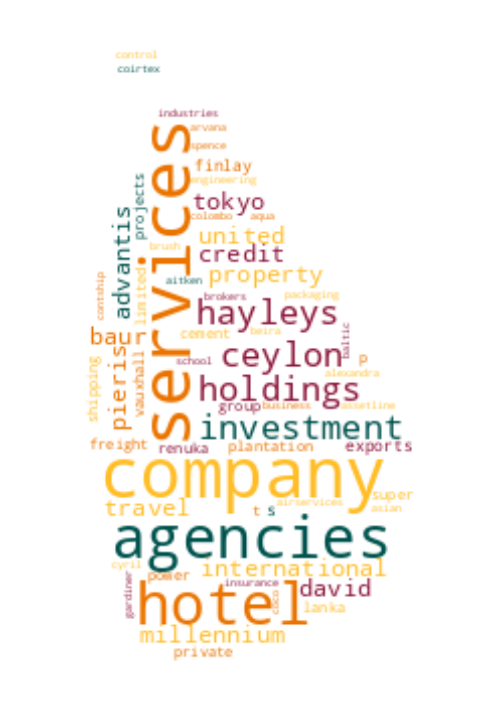 control
coirtex
industries
services
arvana
spence
finlay
engineering
projects
tokyo
advantis
colombo
aqua
united
brush
credit
limited
property
aitken
contship
brokers
packaging
hayleys
bau
cement
beira
baltic
pieris
vauxhall
school
ceylon
p
alexandra
shipping
holdings
group
business
assetline
investment
freight
renuka
plantation
exports
company
super
travel
t
s
airservices
asian
agencies
cyril
power
international
gardiner
insurance
david
hotel
coco
lanka
millennium
private